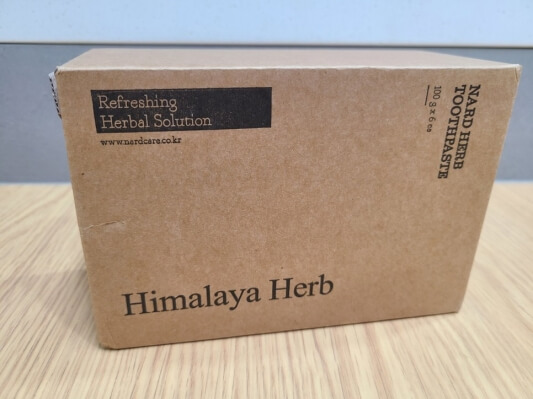 Refreshing
Herbal Solution
www.nardcare.co.kr
NARD HERB
TOOTHPASTE
100 g x 6 ea
Himalaya Herb